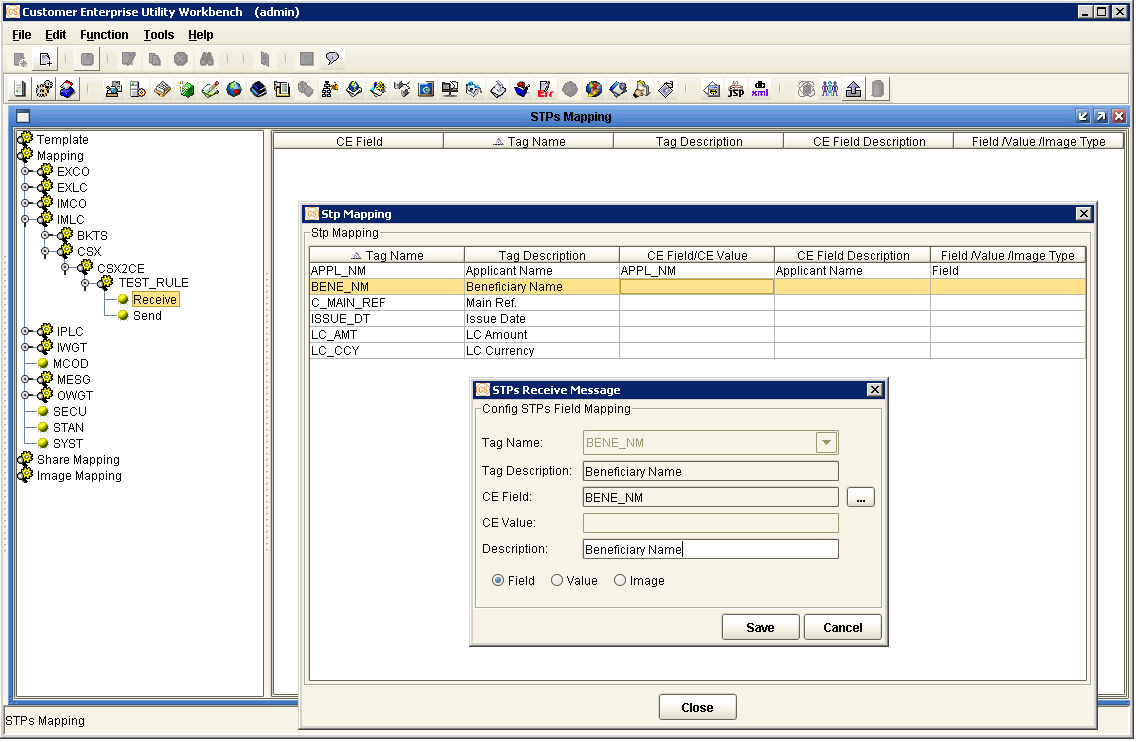 Customer Enterprise Utility Workbench (admin)
File Edit Function Tools Help
Err JSP db xml
STPs Mapping
Template
Mapping
EXCO
EXLC
IMCO
IMLC
BKTS
CSX
CSX2CE
TEST_RULE
Receive
Send
IPLC
IWGT
MCOD
MESG
OWGT
SECU
STAN
SYST
Share Mapping
Image Mapping
CE Field Tag Name Tag Description CE Field Description Field /Value /Image Type
CS Stp Mapping
Stp Mapping
Tag Name Tag Description CE Field/CE Value CE Field Description Field /Value /Image Type
APPL_NM Applicant Name APPL_NM Applicant Name Field
BENE_NM Beneficiary Name
C_MAIN_REF Main Ref.
ISSUE_DT Issue Date
LC_AMT LC Amount
LC_CCY LC Currency
CS STPs Receive Message
Config STPs Field Mapping
Tag Name: BENE_NM
Tag Description: Beneficiary Name
CE Field: BENE_NM ...
CE Value:
Description: Beneficiary Name
Field Value Image
Save Cancel
Close
STPs Mapping